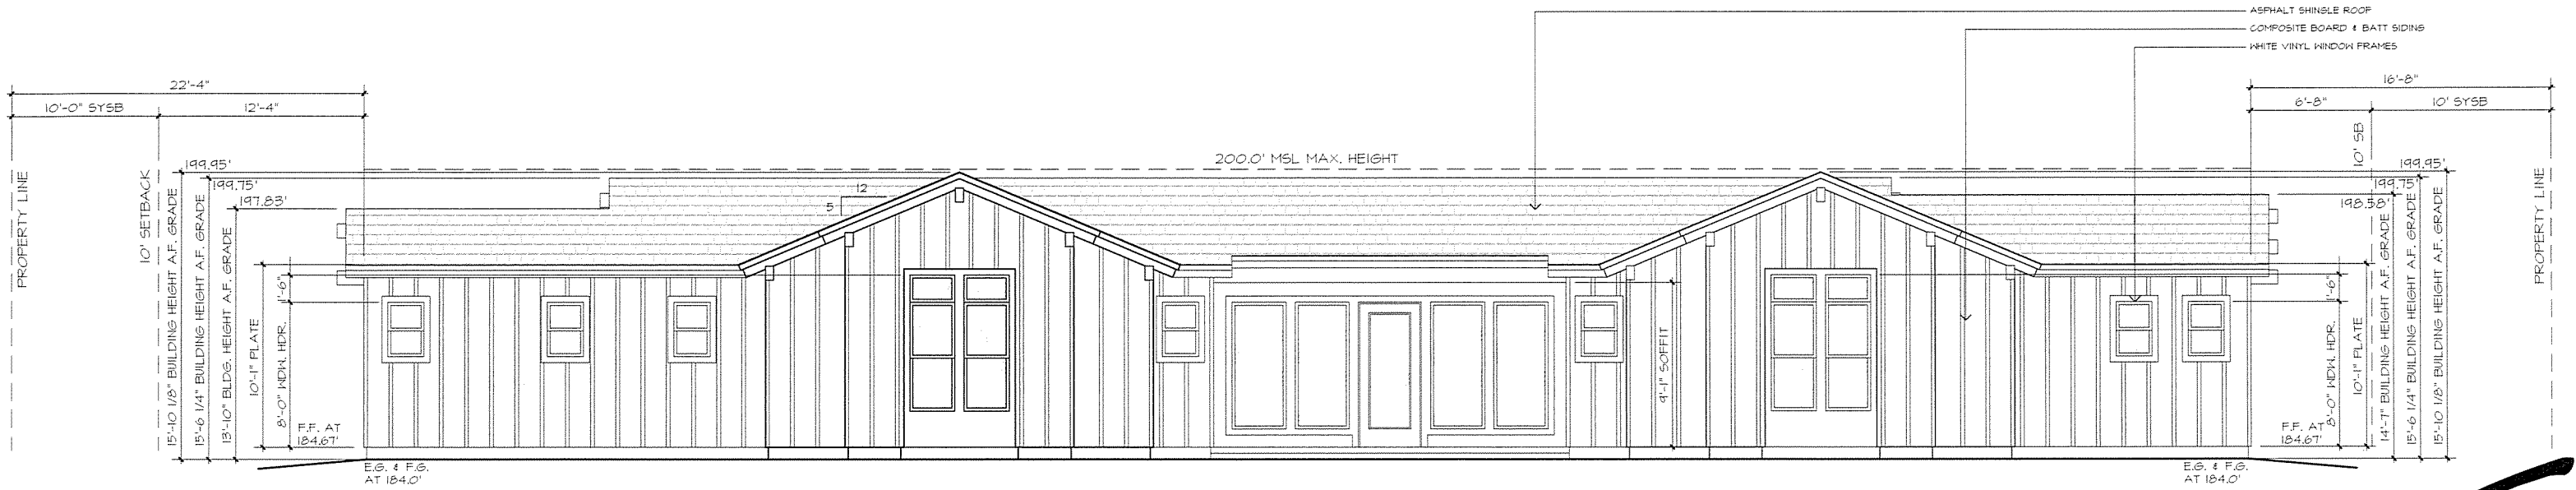 ASPHALT SHINGLE ROOF
COMPOSITE BOARD & BATT SIDING
WHITE VINYL WINDOW FRAMES
22'-4"
10'-0" SYSB
12'-4"
16'-8"
6'-8"
10' SYSB
PROPERTY LINE
10' SETBACK
199.95'
199.75'
197.83'
15'-10 1/8" BUILDING HEIGHT A.F. GRADE
15'-6 1/4" BUILDING HEIGHT A.F. GRADE
13'-10" BLDG. HEIGHT A.F. GRADE
10'-1" PLATE
1'-6"
8'-0" WDW. HDR.
F.F. AT
184.67'
E.G. & F.G.
AT 184.0'
12
5
200.0' MSL MAX. HEIGHT
9'-1" SOFFIT
10' SB
199.95'
199.75'
198.58'
1'-6"
8'-0" WDW. HDR.
10'-1" PLATE
14'-7" BUILDING HEIGHT A.F. GRADE
15'-6 1/4" BUILDING HEIGHT A.F. GRADE
15'-10 1/8" BUILDING HEIGHT A.F. GRADE
F.F. AT
184.67'
E.G. & F.G.
AT 184.0'
PROPERTY LINE